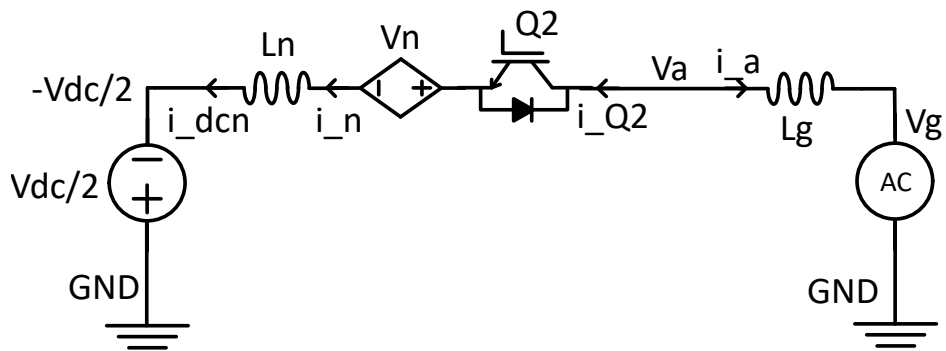 Ln
Vn
Q2
-Vdc/2
i_dcn
i_n
i_Q2
Va
i_a
Lg
Vg
Vdc/2
−
+
−
+
AC
GND
GND